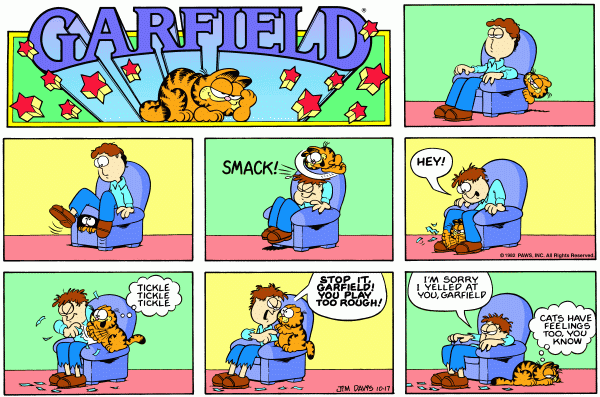 GARFIELD®
SMACK!
HEY!
© 1982 PAWS, INC. All Rights Reserved.
TICKLE
TICKLE
TICKLE
STOP IT,
GARFIELD!
YOU PLAY
TOO ROUGH!
JIM DAVIS 10-17
I'M SORRY
I YELLED AT
YOU, GARFIELD
CATS HAVE
FEELINGS
TOO, YOU
KNOW